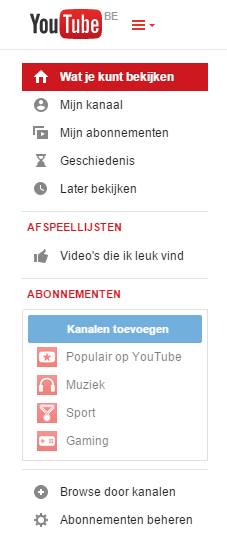 YouTube BE
Wat je kunt bekijken
Mijn kanaal
Mijn abonnementen
Geschiedenis
Later bekijken
AFSPEELLIJSTEN
Video's die ik leuk vind
ABONNEMENTEN
Kanalen toevoegen
Populair op YouTube
Muziek
Sport
Gaming
Browse door kanalen
Abonnementen beheren